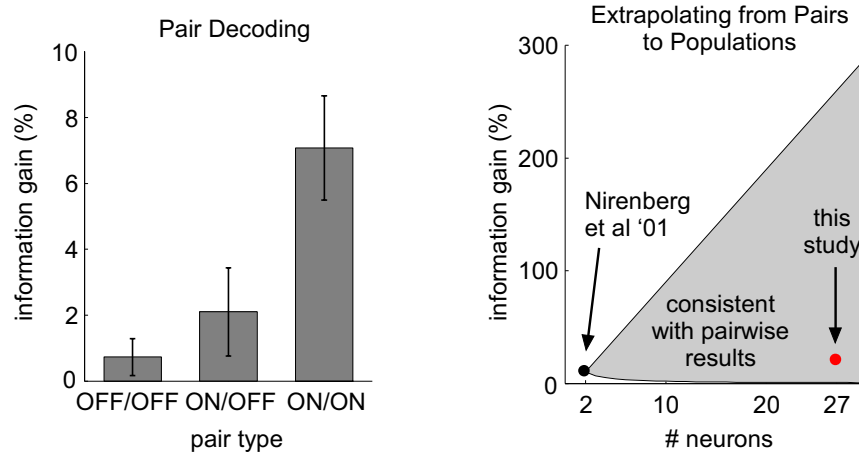 Pair Decoding
information gain (%)
10
8
6
4
2
0
OFF/OFF ON/OFF ON/ON
pair type
Extrapolating from Pairs
to Populations
information gain (%)
300
200
100
0
Nirenberg
et al ‘01
this
study
consistent
with pairwise
results
2 10 20 27
# neurons